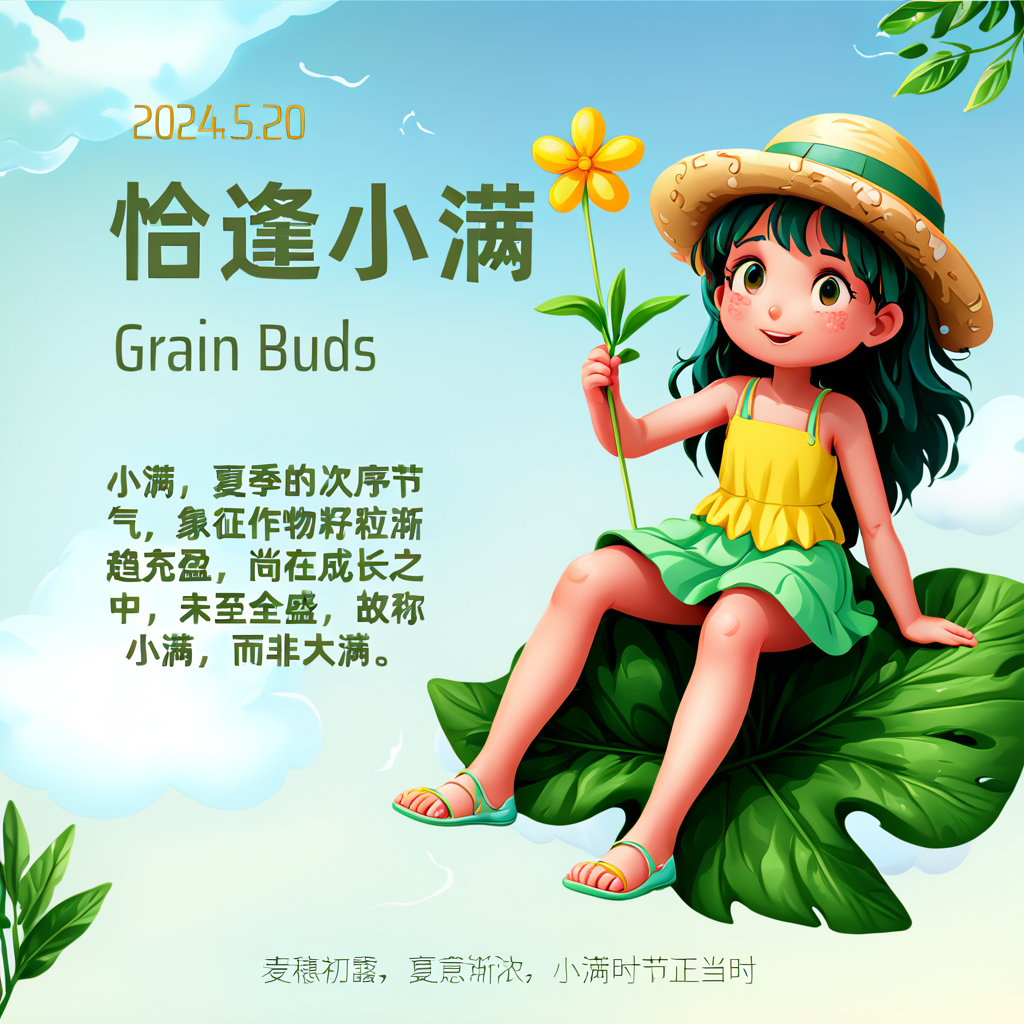 2024.5.20
恰逢小满
Grain Buds
小满，夏季的次序节
气，象征作物籽粒渐
趋充盈，尚在成长之
中，未至全盛，故称
小满，而非大满。
麦穗初露，夏意渐浓，小满时节正当时